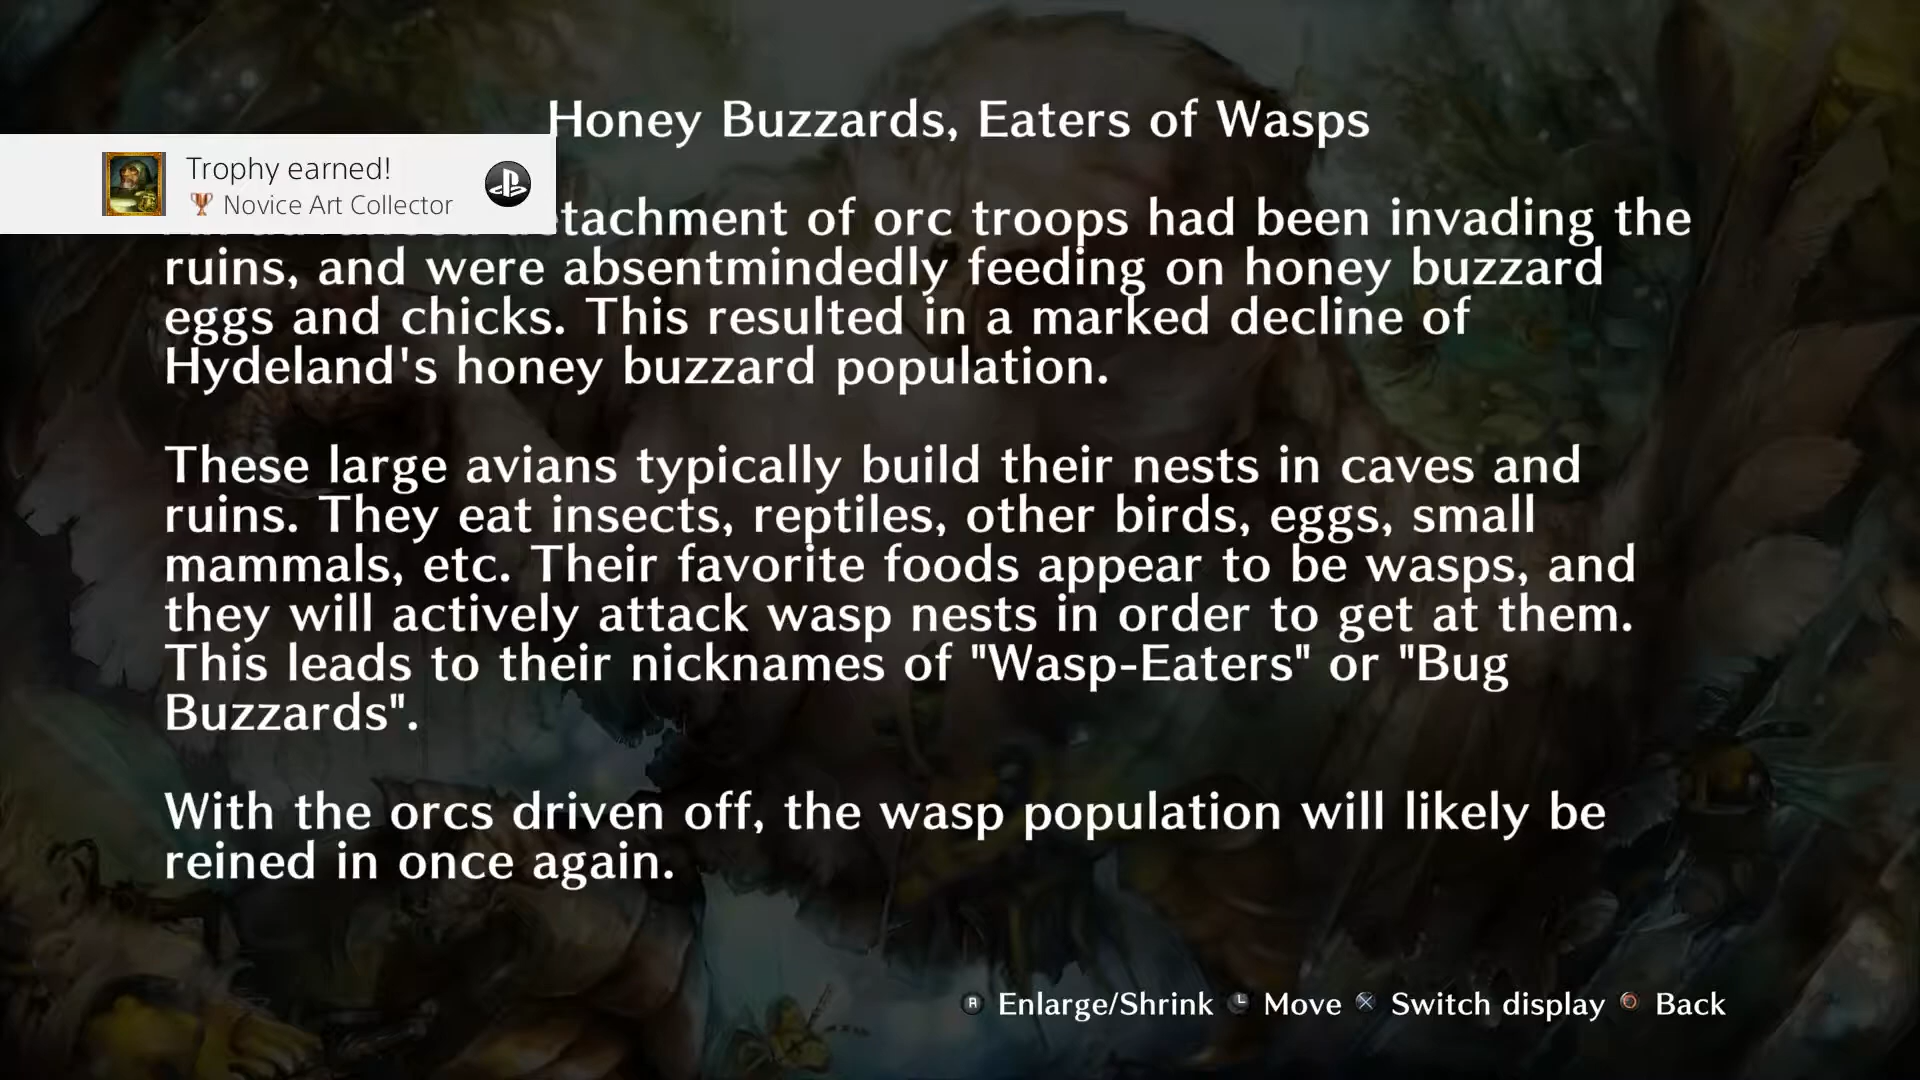 Honey Buzzards, Eaters of Wasps
Trophy earned!
Novice Art Collector
etachment of orc troops had been invading the
ruins, and were absentmindedly feeding on honey buzzard
eggs and chicks. This resulted in a marked decline of
Hydeland's honey buzzard population.
These large avians typically build their nests in caves and
ruins. They eat insects, reptiles, other birds, eggs, small
mammals, etc. Their favorite foods appear to be wasps, and
they will actively attack wasp nests in order to get at them.
This leads to their nicknames of "Wasp-Eaters" or "Bug
Buzzards".
With the orcs driven off, the wasp population will likely be
reined in once again.
R Enlarge/Shrink L Move Switch display Back